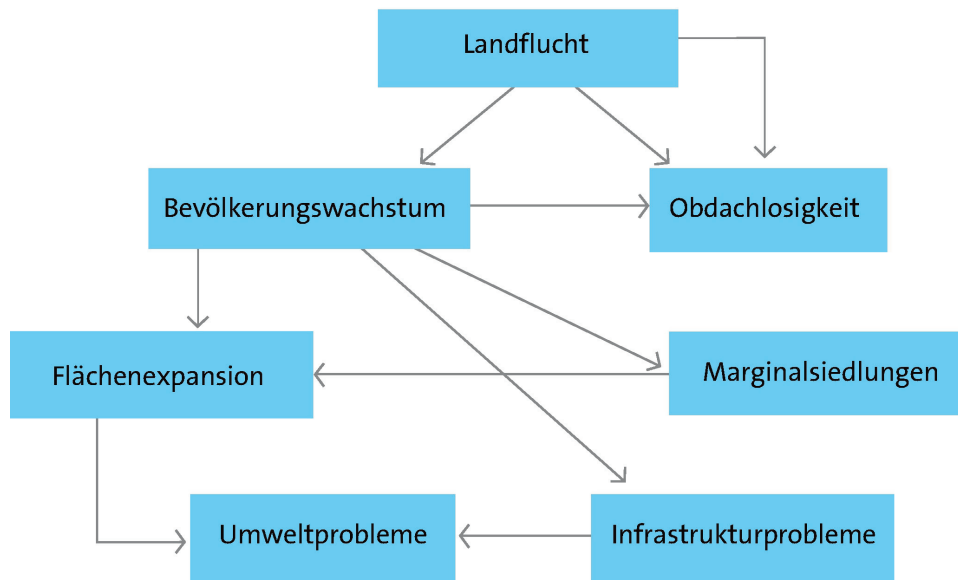 Landflucht
Bevölkerungswachstum
Obdachlosigkeit
Flächenexpansion
Marginalsiedlungen
Umweltprobleme
Infrastrukturprobleme